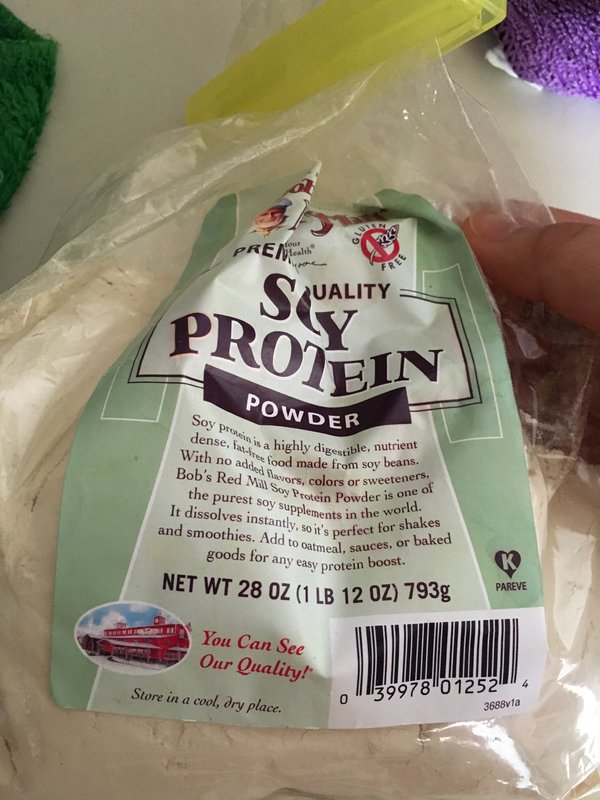 GLUTEN
FREE
PREM
our
Health®
QUALITY
SOY
PROTEIN
POWDER
Soy protein is a highly digestible, nutrient
dense, fat-free food made from soy beans.
With no added flavors, colors or sweeteners,
Bob's Red Mill Soy Protein Powder is one of
the purest soy supplements in the world.
It dissolves instantly, so it's perfect for shakes
and smoothies. Add to oatmeal, sauces, or baked
goods for any easy protein boost.
K
PAREVE
NET WT 28 OZ (1 LB 12 OZ) 793g
You Can See
Our Quality!®
Store in a cool, dry place.
0 39978 01252 4
3688v1a